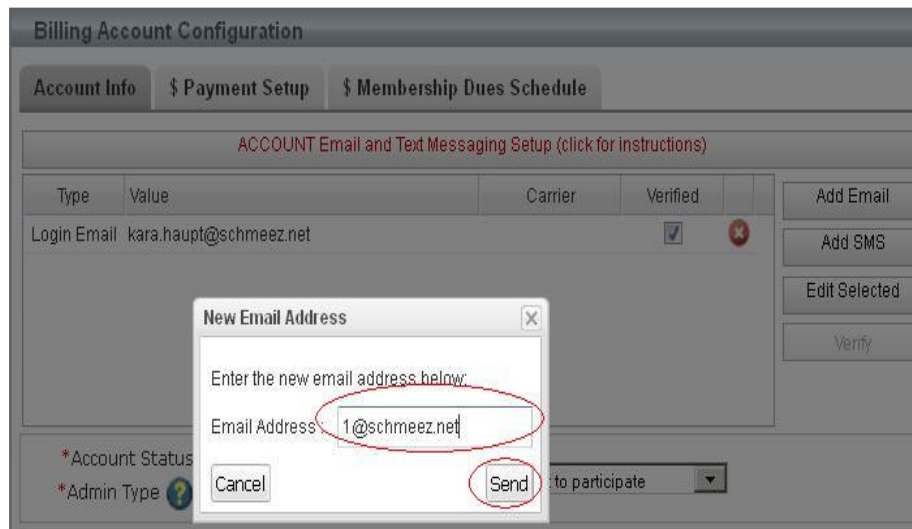 Billing Account Configuration
Account Info
$ Payment Setup
$ Membership Dues Schedule
ACCOUNT Email and Text Messaging Setup (click for instructions)
Type Value Carrier Verified
Login Email kara.haupt@schmeez.net
Add Email
Add SMS
Edit Selected
Verify
New Email Address
Enter the new email address below:
Email Address : 1@schmeez.net
Cancel
Send
*Account Status
*Admin Type
to participate